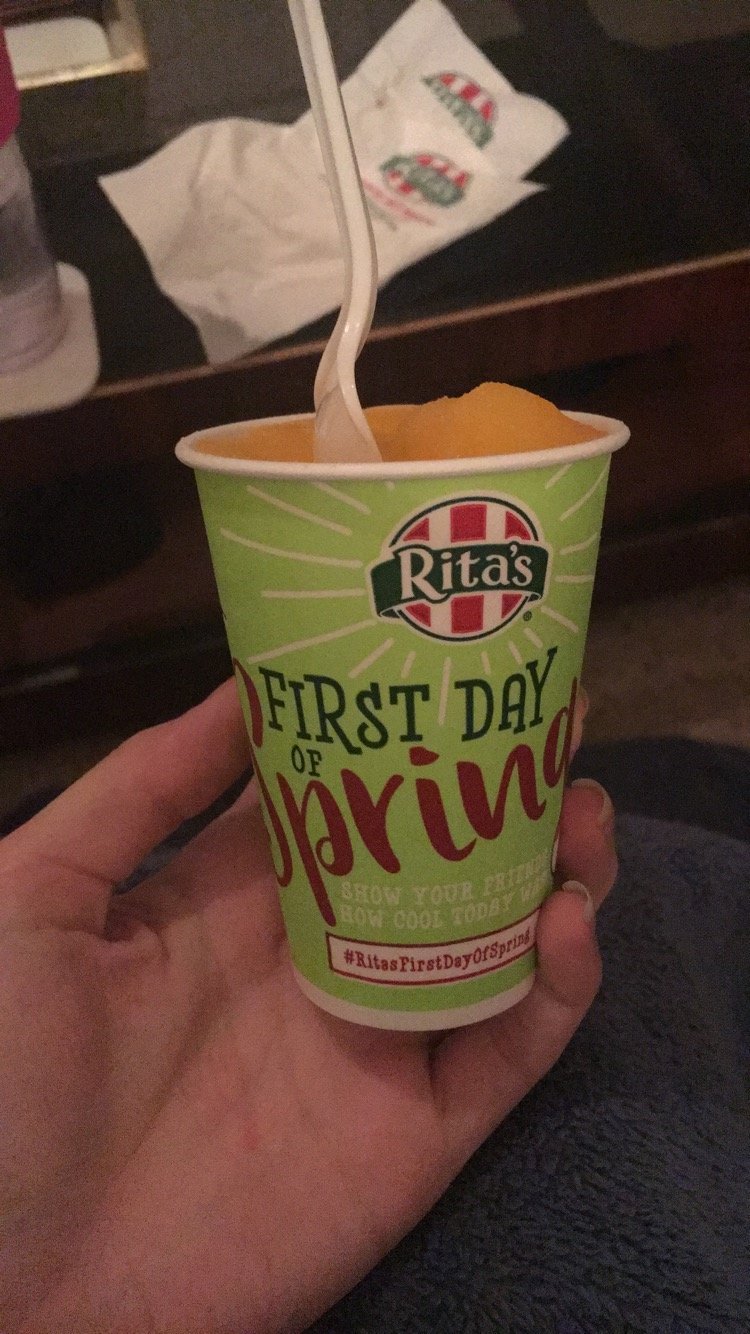 Rita's
®
FIRST DAY
OF
Spring
SHOW YOUR
HOW COOL TODAY
#RitasFirstDayOfSpring